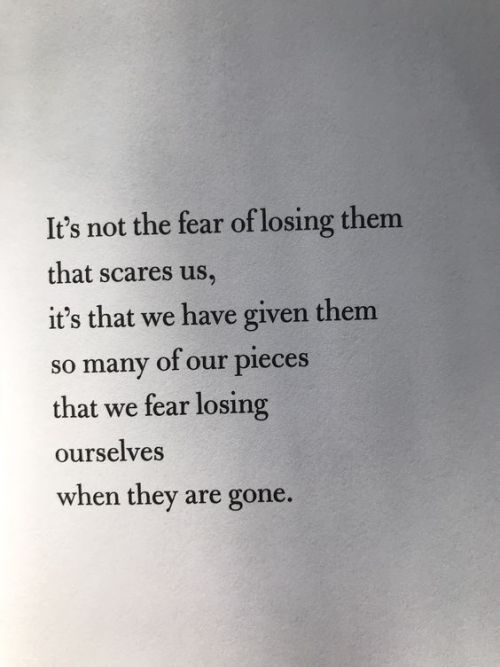 It’s not the fear of losing them
that scares us,
it’s that we have given them
so many of our pieces
that we fear losing
ourselves
when they are gone.